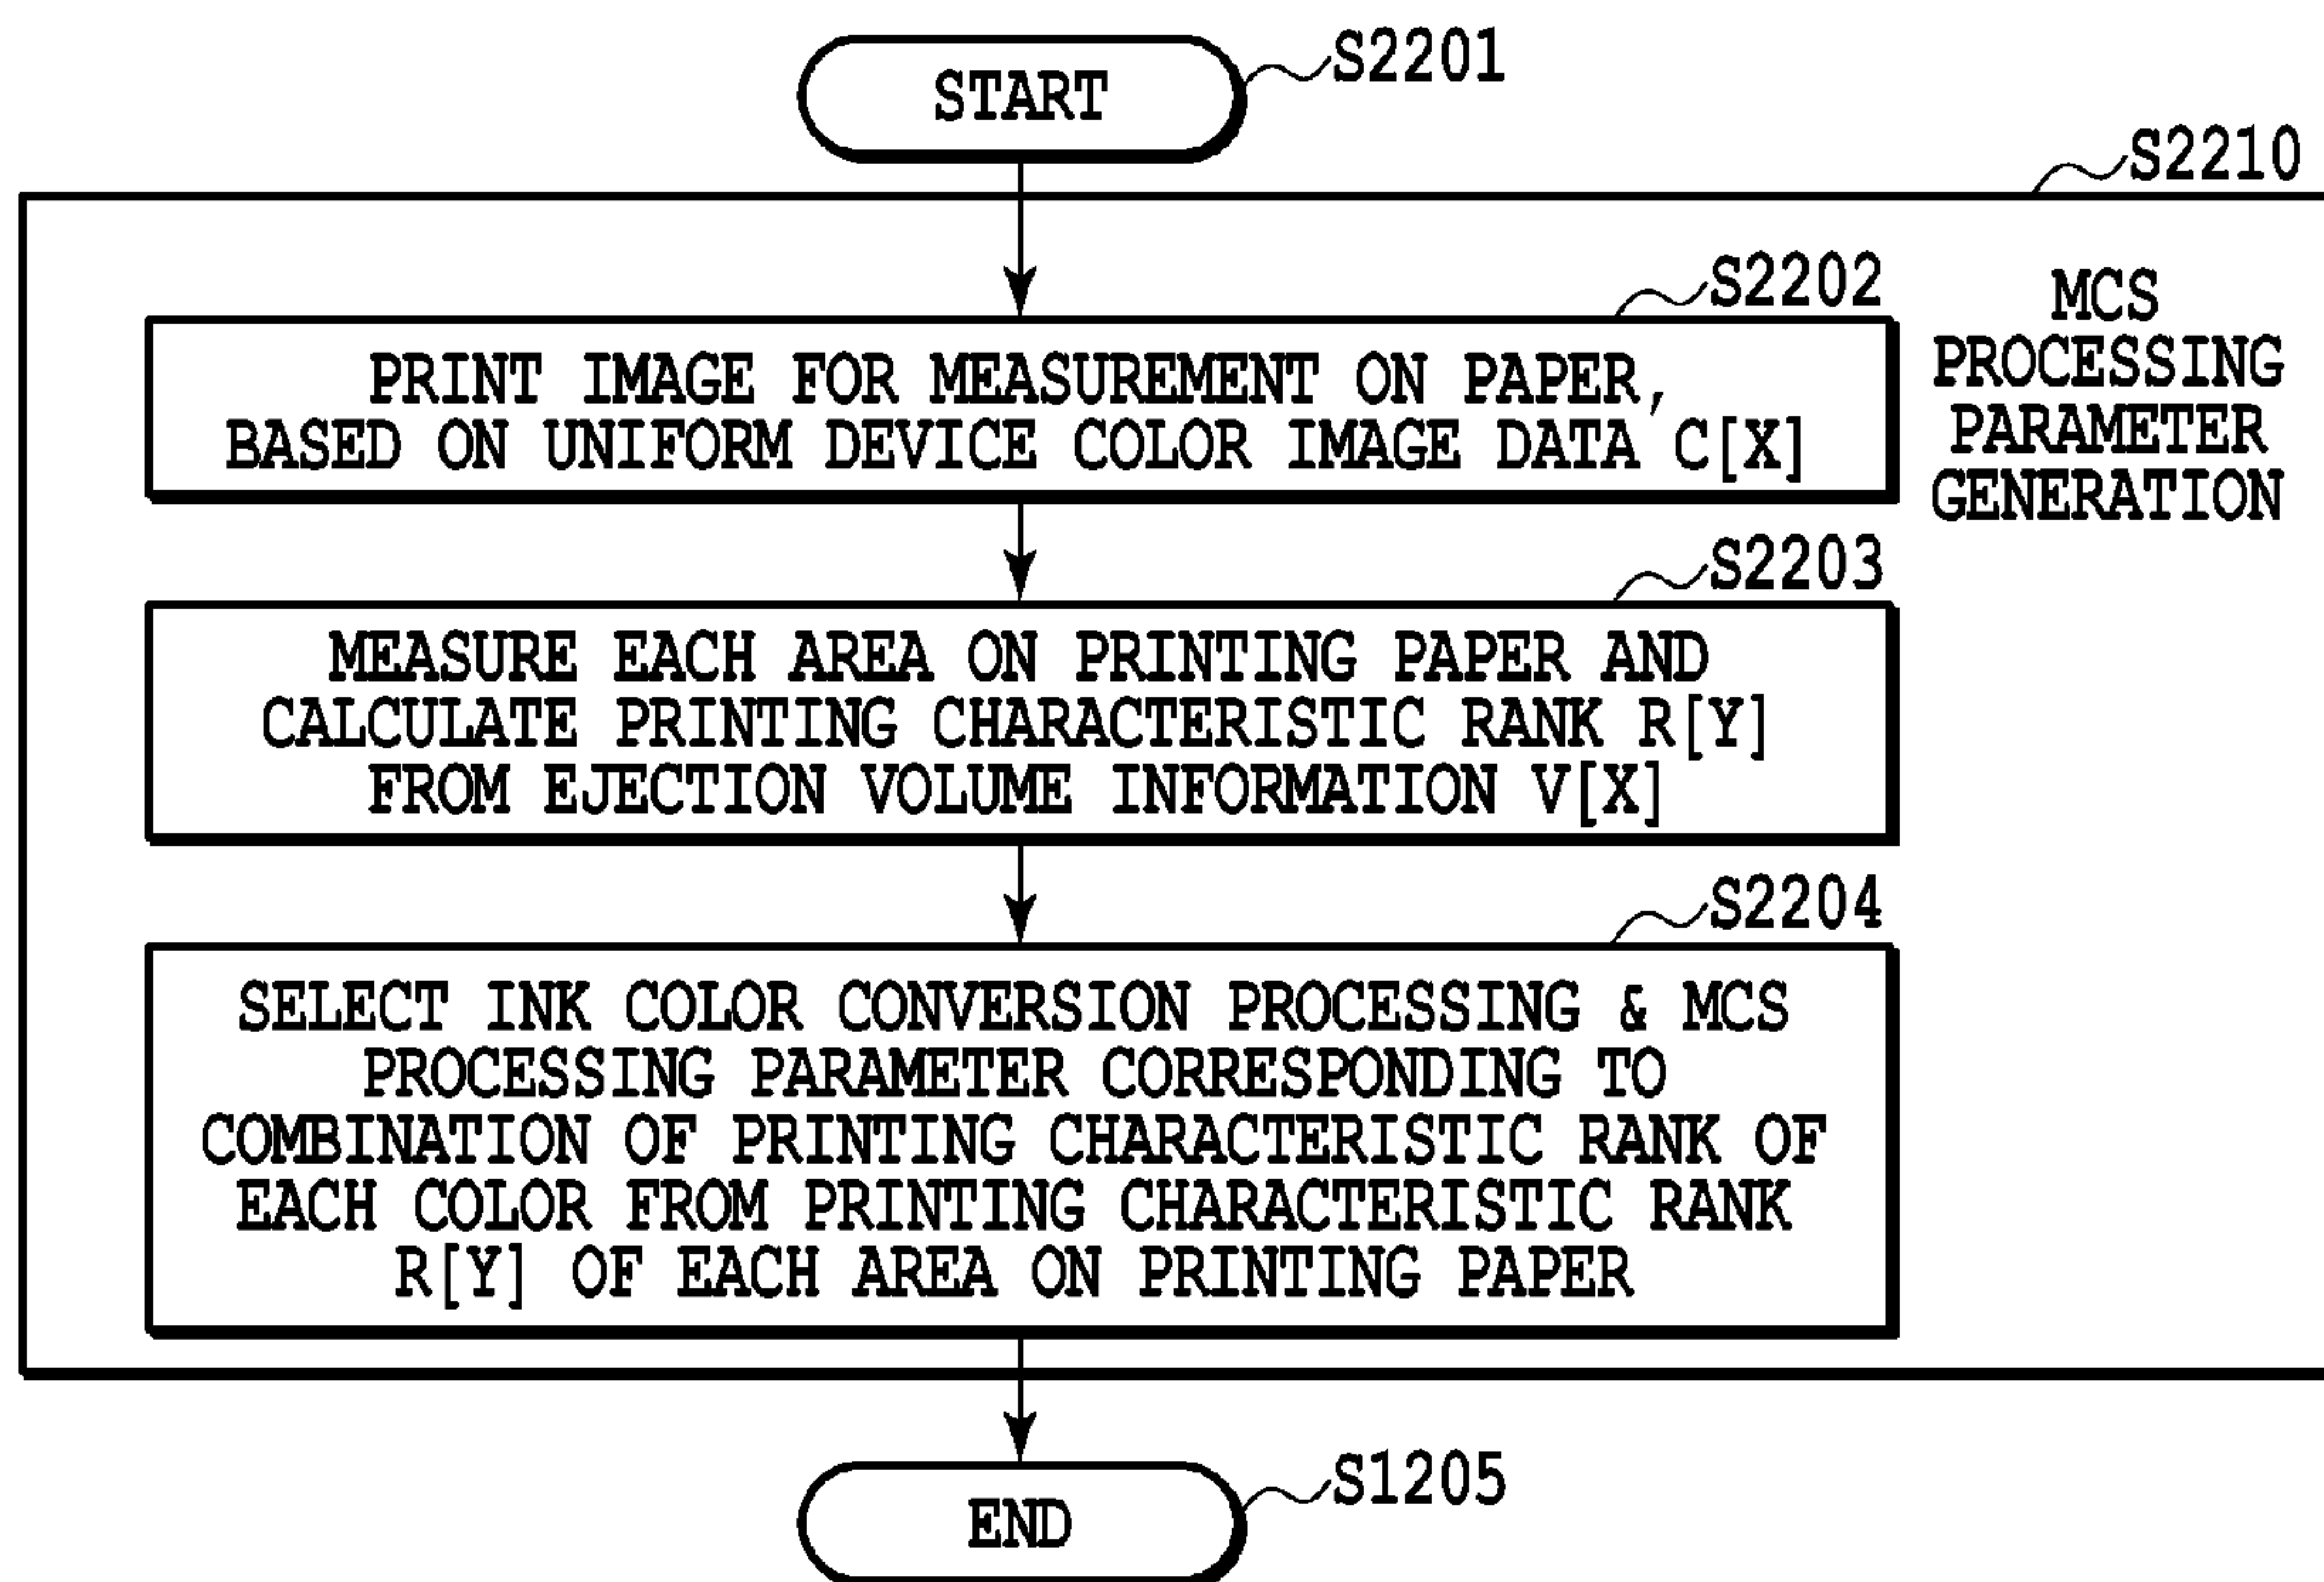 START
S2201
S2210
S2202
MCS
PROCESSING
PARAMETER
GENERATION
PRINT IMAGE FOR MEASUREMENT ON PAPER,
BASED ON UNIFORM DEVICE COLOR IMAGE DATA C[X]
S2203
MEASURE EACH AREA ON PRINTING PAPER AND
CALCULATE PRINTING CHARACTERISTIC RANK R[Y]
FROM EJECTION VOLUME INFORMATION V[X]
S2204
SELECT INK COLOR CONVERSION PROCESSING & MCS
PROCESSING PARAMETER CORRESPONDING TO
COMBINATION OF PRINTING CHARACTERISTIC RANK OF
EACH COLOR FROM PRINTING CHARACTERISTIC RANK
R[Y] OF EACH AREA ON PRINTING PAPER
S1205
END